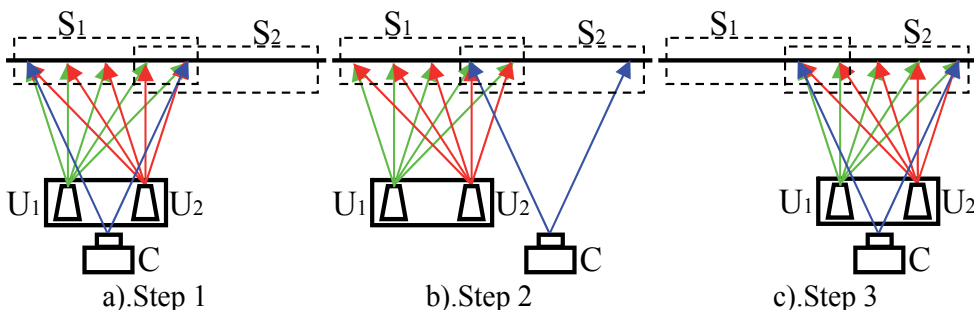 S1
S2
U1
U2
C
a).Step 1
S1
S2
U1
U2
C
b).Step 2
S1
S2
U1
U2
C
c).Step 3